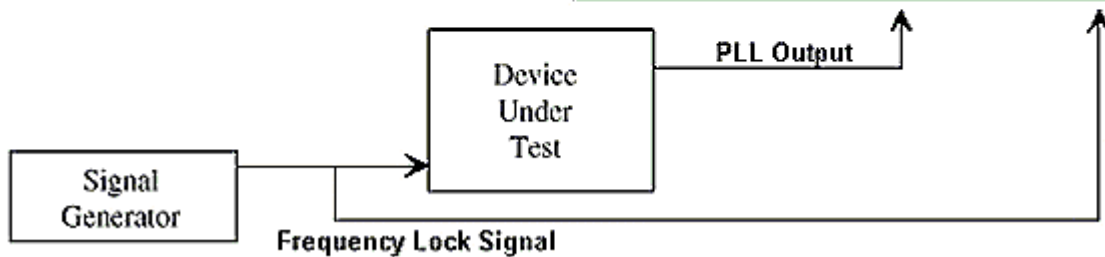 PLL Output
Device
Under
Test
Signal
Generator
Frequency Lock Signal